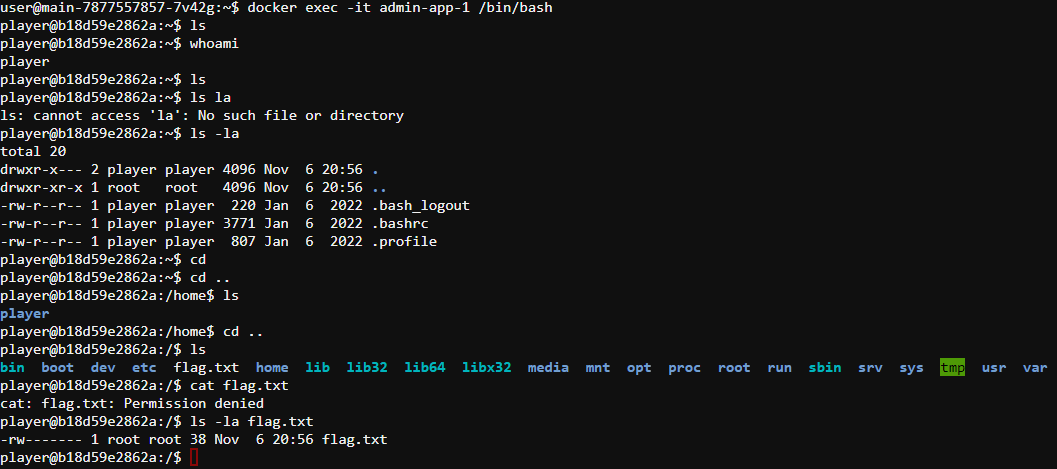 user@main-7877557857-7v42g:~$ docker exec -it admin-app-1 /bin/bash
player@b18d59e2862a:~$ ls
player@b18d59e2862a:~$ whoami
player
player@b18d59e2862a:~$ ls
player@b18d59e2862a:~$ ls la
ls: cannot access 'la': No such file or directory
player@b18d59e2862a:~$ ls -la
total 20
drwxr-x--- 2 player player 4096 Nov  6 20:56 .
drwxr-xr-x 1 root   root   4096 Nov  6 20:56 ..
-rw-r--r-- 1 player player  220 Jan  6  2022 .bash_logout
-rw-r--r-- 1 player player 3771 Jan  6  2022 .bashrc
-rw-r--r-- 1 player player  807 Jan  6  2022 .profile
player@b18d59e2862a:~$ cd
player@b18d59e2862a:~$ cd ..
player@b18d59e2862a:/home$ ls
player
player@b18d59e2862a:/home$ cd ..
player@b18d59e2862a:/$ ls
bin  boot  dev  etc  flag.txt  home  lib  lib32  lib64  libx32  media  mnt  opt  proc  root  run  sbin  srv  sys  tmp  usr  var
player@b18d59e2862a:/$ cat flag.txt
cat: flag.txt: Permission denied
player@b18d59e2862a:/$ ls -la flag.txt
-rw------- 1 root root 38 Nov  6 20:56 flag.txt
player@b18d59e2862a:/$